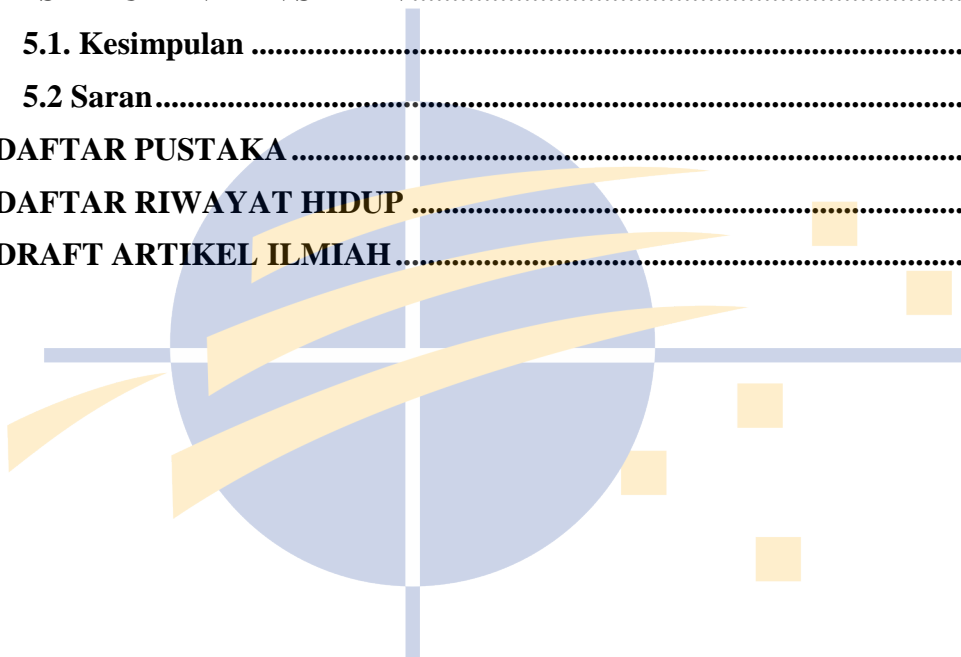 5.1. Kesimpulan ..........................................................................................
5.2 Saran..........................................................................................................
DAFTAR PUSTAKA ....................................................................................
DAFTAR RIWAYAT HIDUP .......................................................................
DRAFT ARTIKEL ILMIAH .........................................................................